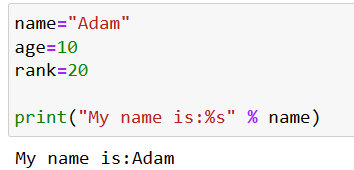 name="Adam"
age=10
rank=20
print("My name is:%s" % name)
My name is:Adam